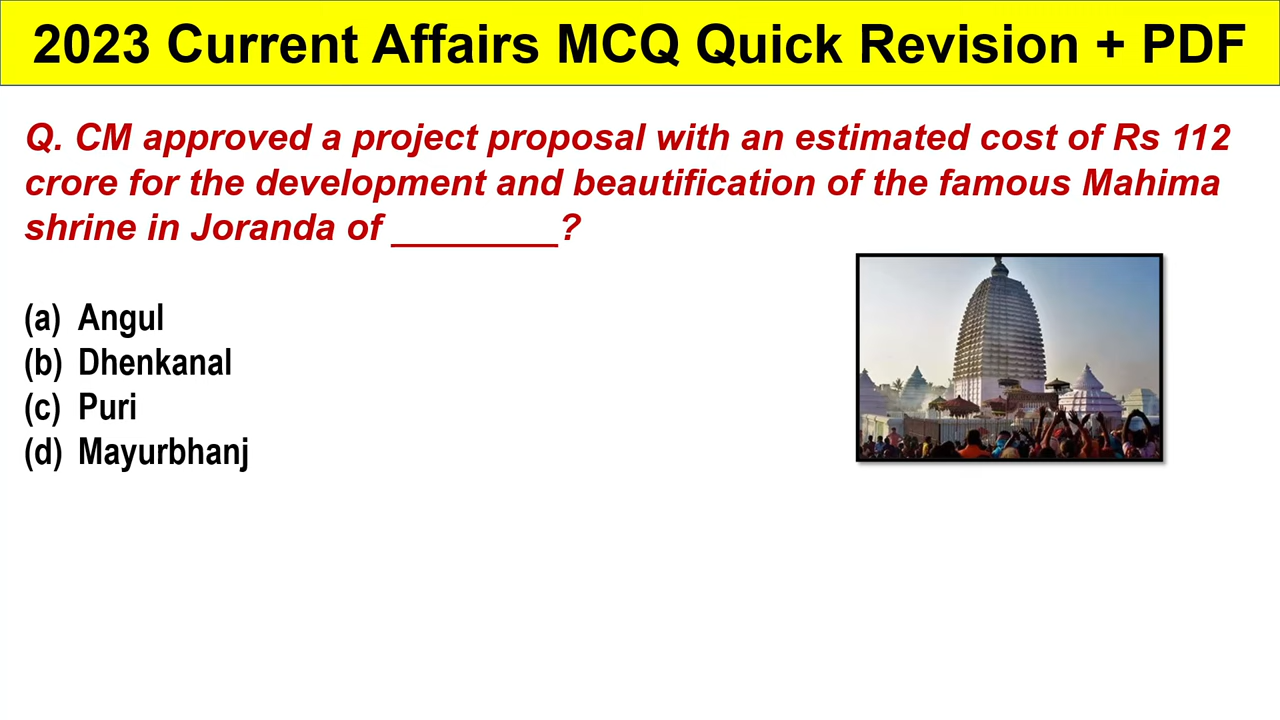 2023 Current Affairs MCQ Quick Revision + PDF
Q. CM approved a project proposal with an estimated cost of Rs 112
crore for the development and beautification of the famous Mahima
shrine in Joranda of ________?
(a) Angul
(b) Dhenkanal
(c) Puri
(d) Mayurbhanj